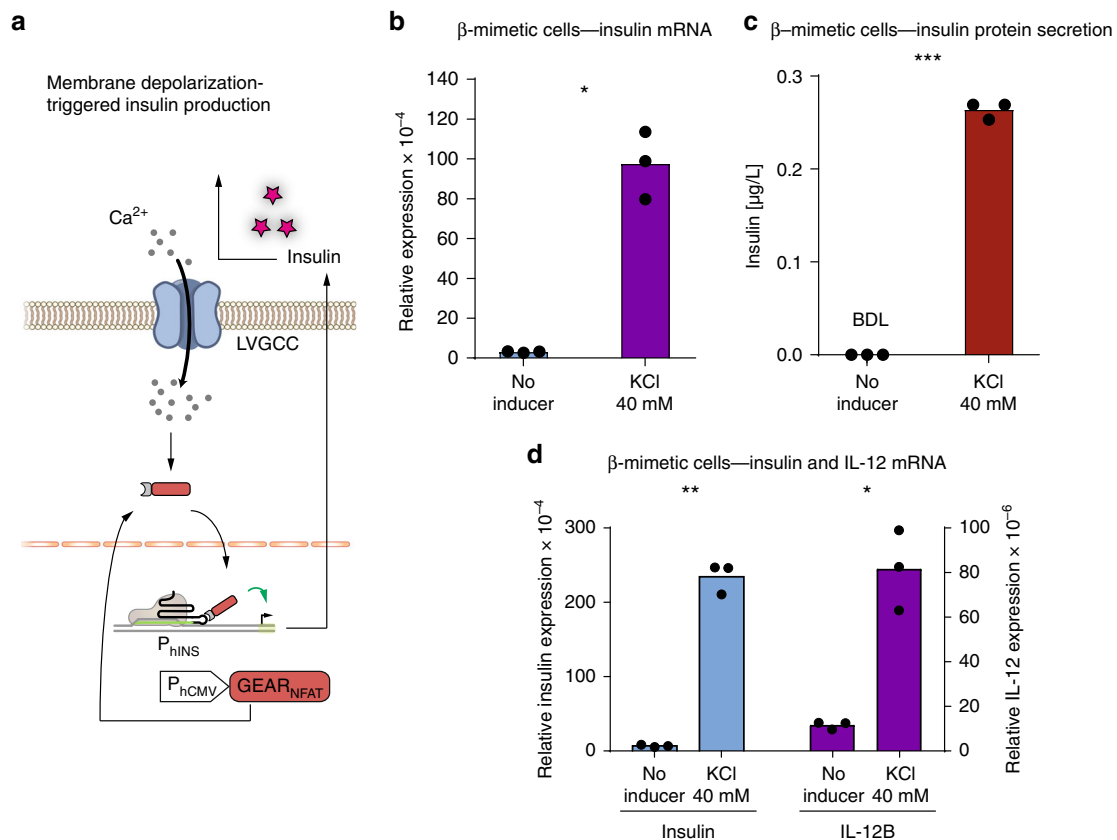 a
Membrane depolarization-
triggered insulin production
Ca²⁺
Insulin
LVGCC
P_hINS
P_hCMV
GEAR_NFAT
b
β-mimetic cells—insulin mRNA
*
Relative expression × 10⁻⁴
140
120
100
80
60
40
20
0
No
inducer
KCl
40 mM
c
β–mimetic cells—insulin protein secretion
***
Insulin [µg/L]
0.3
0.2
0.1
0.0
BDL
No
inducer
KCl
40 mM
d
β-mimetic cells—insulin and IL-12 mRNA
** *
Relative insulin expression × 10⁻⁴
300
200
100
0
100
80
60
40
20
0
Relative IL-12 expression × 10⁻⁶
No
inducer
KCl
40 mM
No
inducer
KCl
40 mM
Insulin
IL-12B